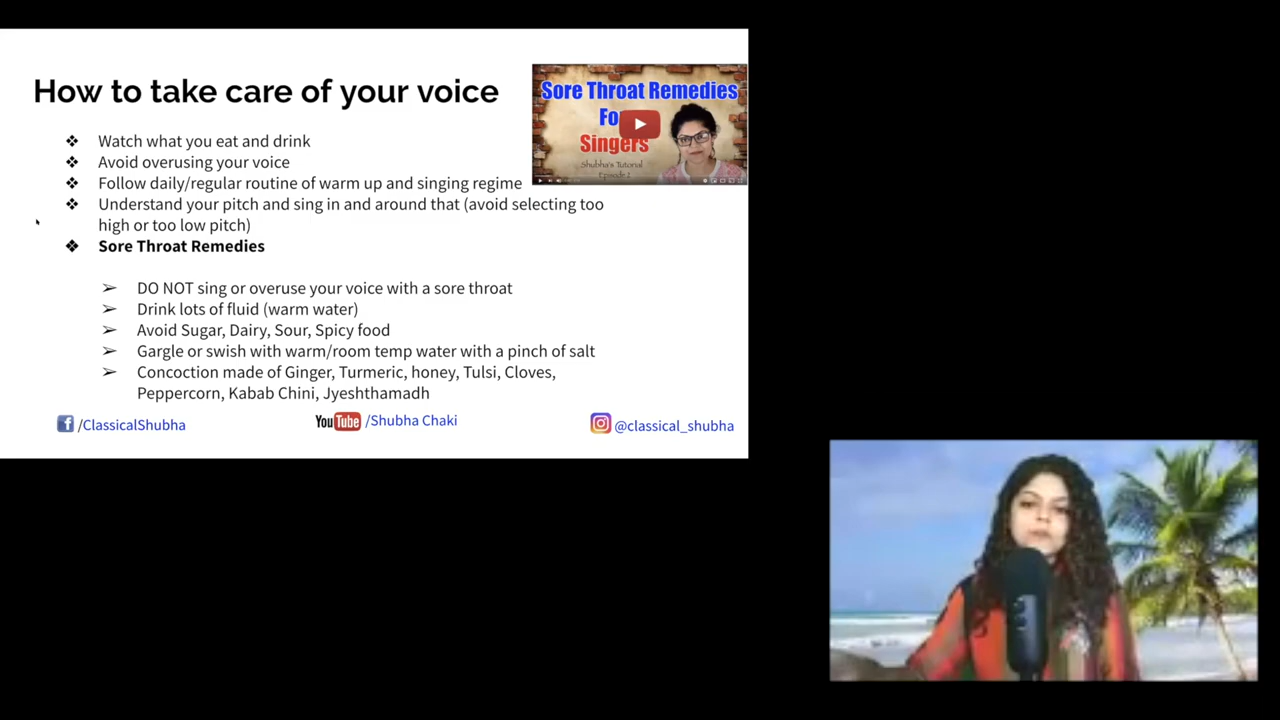 How to take care of your voice
Sore Throat Remedies
Fo
Singers
Shubha's Tutorial
Episode 2
❖ Watch what you eat and drink
❖ Avoid overusing your voice
❖ Follow daily/regular routine of warm up and singing regime
❖ Understand your pitch and sing in and around that (avoid selecting too
high or too low pitch)
❖ Sore Throat Remedies
➢ DO NOT sing or overuse your voice with a sore throat
➢ Drink lots of fluid (warm water)
➢ Avoid Sugar, Dairy, Sour, Spicy food
➢ Gargle or swish with warm/room temp water with a pinch of salt
➢ Concoction made of Ginger, Turmeric, honey, Tulsi, Cloves,
Peppercorn, Kabab Chini, Jyeshthamadh
f /ClassicalShubha
YouTube /Shubha Chaki
@classical_shubha